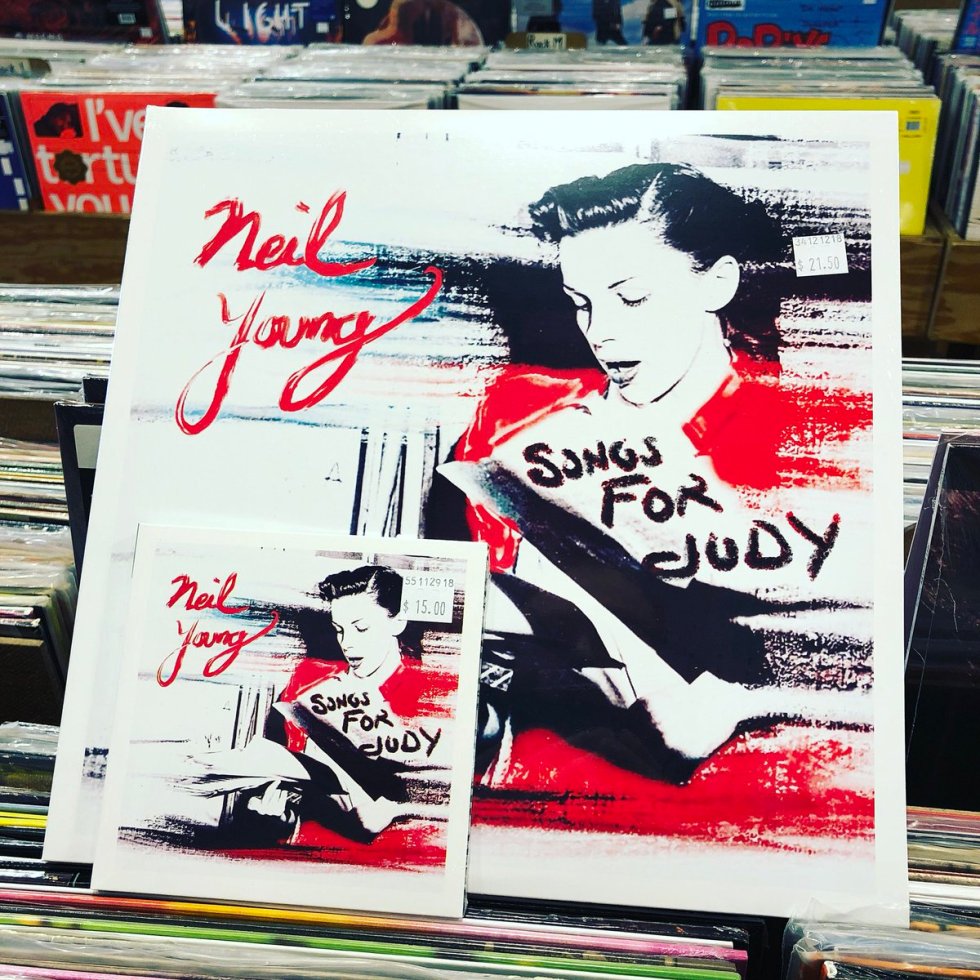 LIGHT
I've
tortu
you
Neil
Young
34121218
$ 21.50
SONGS
FOR
JUDY
Neil
Young
55112918
$ 15.00
SONGS
FOR
JUDY